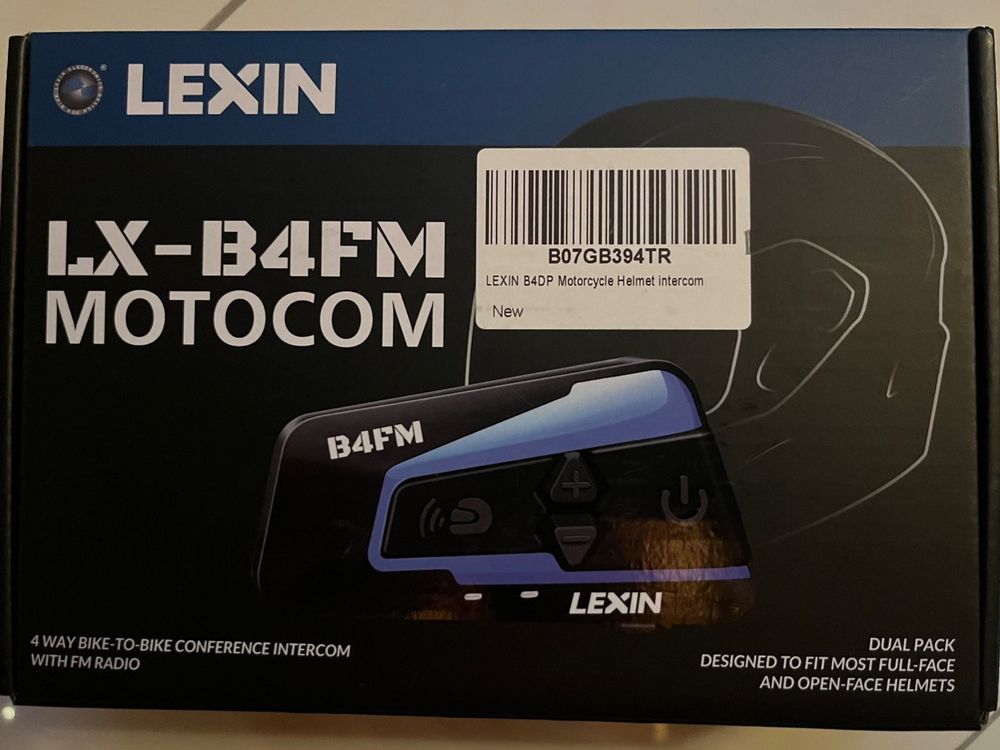 LEXIN
LX-B4FM
MOTOCOM
B07GB394TR
LEXIN B4DP Motorcycle Helmet intercom
New
B4FM
LEXIN
4 WAY BIKE-TO-BIKE CONFERENCE INTERCOM
WITH FM RADIO
DUAL PACK
DESIGNED TO FIT MOST FULL-FACE
AND OPEN-FACE HELMETS